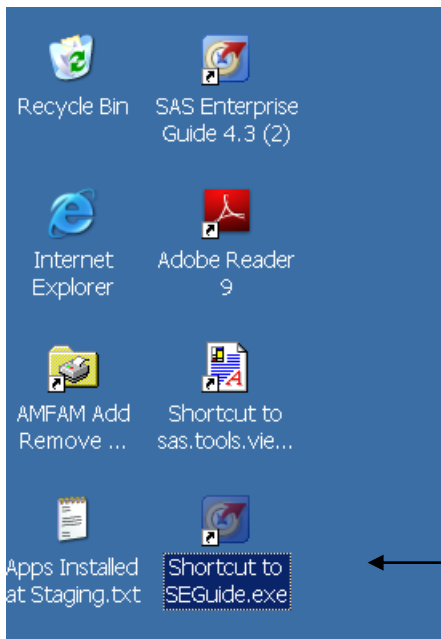 Recycle Bin
SAS Enterprise
Guide 4.3 (2)
Internet
Explorer
Adobe Reader
9
AMFAM Add
Remove ...
Shortcut to
sas.tools.vie...
Apps Installed
at Staging.txt
Shortcut to
SEGuide.exe